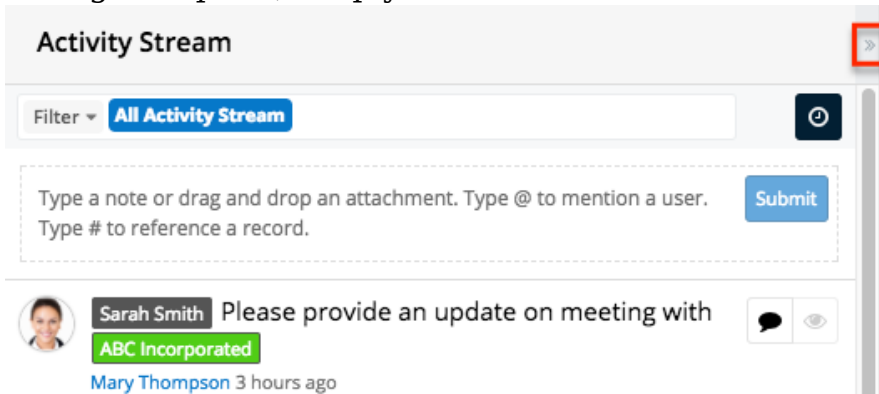 Activity Stream
»
Filter All Activity Stream
Type a note or drag and drop an attachment. Type @ to mention a user. Submit
Type # to reference a record.
Sarah Smith Please provide an update on meeting with
ABC Incorporated
Mary Thompson 3 hours ago